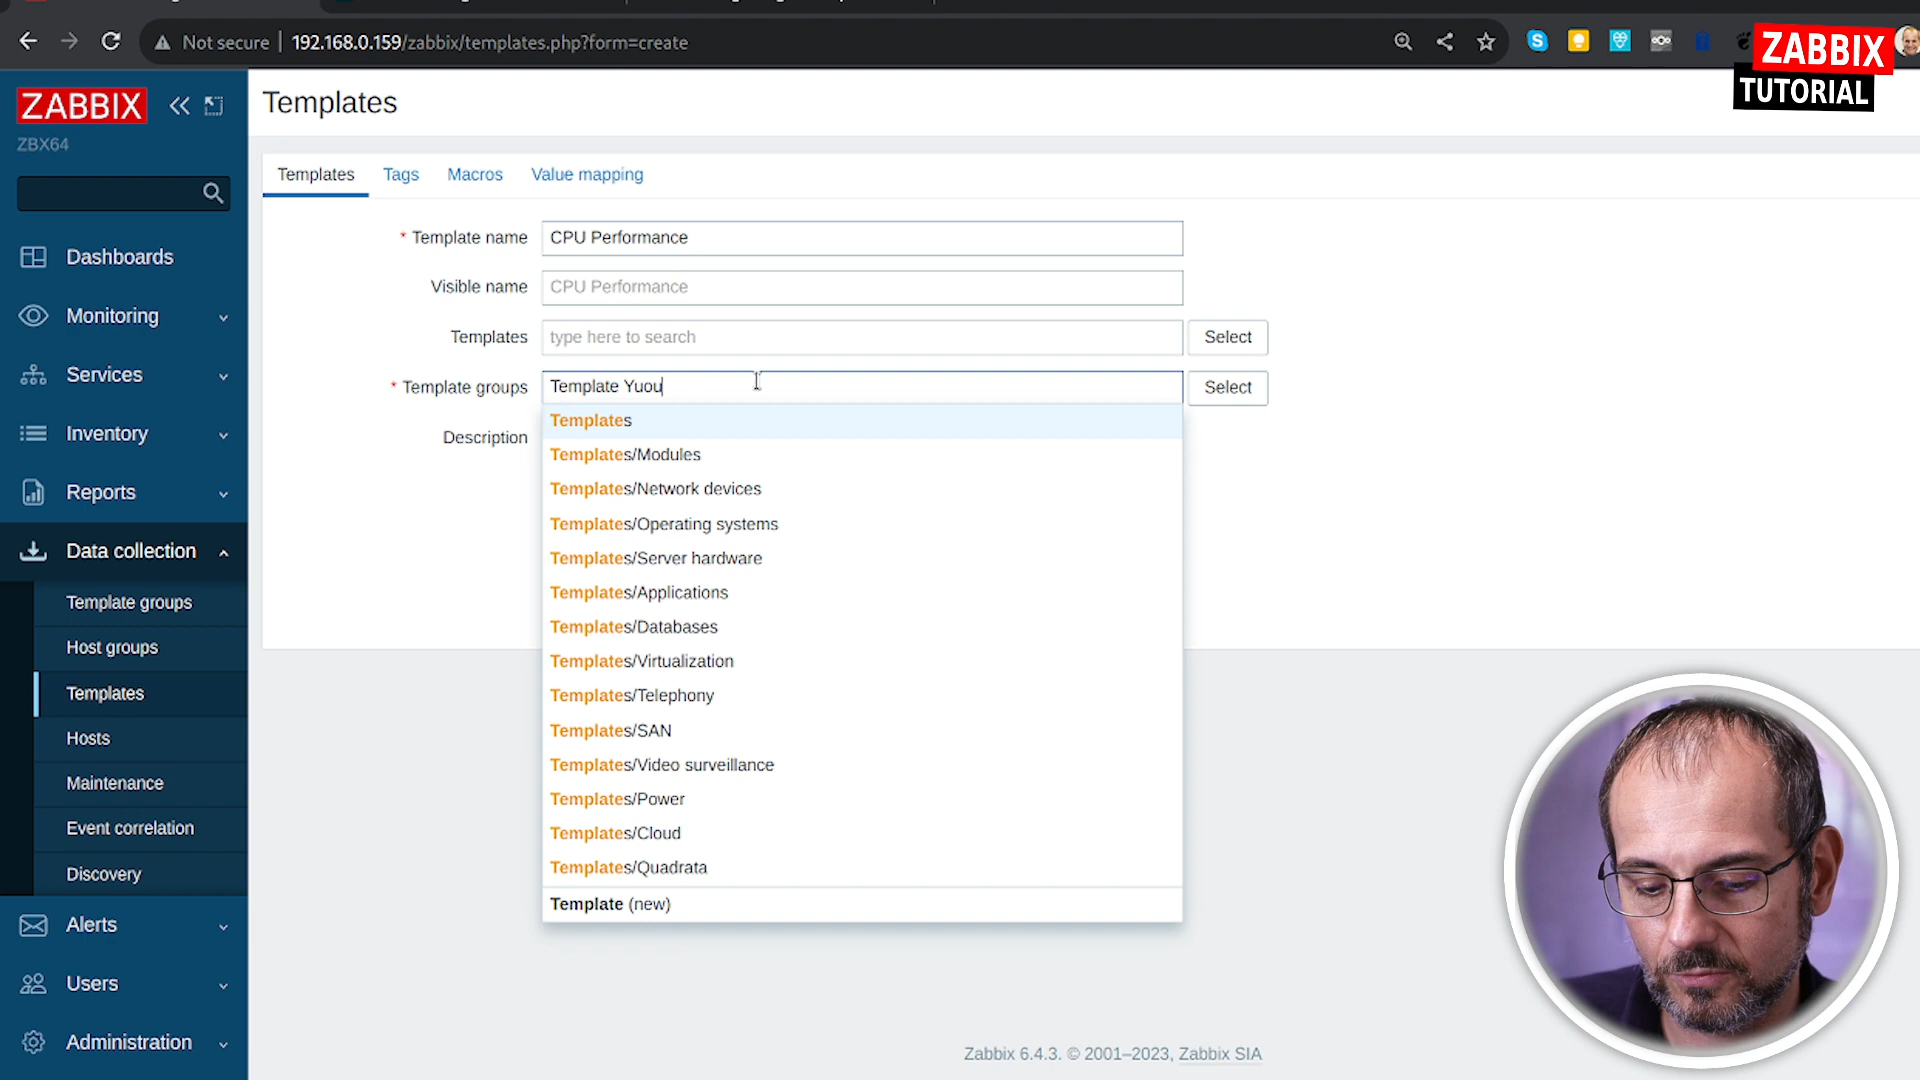 Not secure 192.168.0.159/zabbix/templates.php?form=create
ZABBIX
TUTORIAL
ZABBIX
ZBX64
Dashboards
Monitoring
Services
Inventory
Reports
Data collection
Template groups
Host groups
Templates
Hosts
Maintenance
Event correlation
Discovery
Alerts
Users
Administration
Templates
Templates Tags Macros Value mapping
* Template name CPU Performance
Visible name CPU Performance
Templates type here to search Select
* Template groups Template Yuou Select
Description
Templates
Templates/Modules
Templates/Network devices
Templates/Operating systems
Templates/Server hardware
Templates/Applications
Templates/Databases
Templates/Virtualization
Templates/Telephony
Templates/SAN
Templates/Video surveillance
Templates/Power
Templates/Cloud
Templates/Quadrata
Template (new)
Zabbix 6.4.3. © 2001–2023, Zabbix SIA